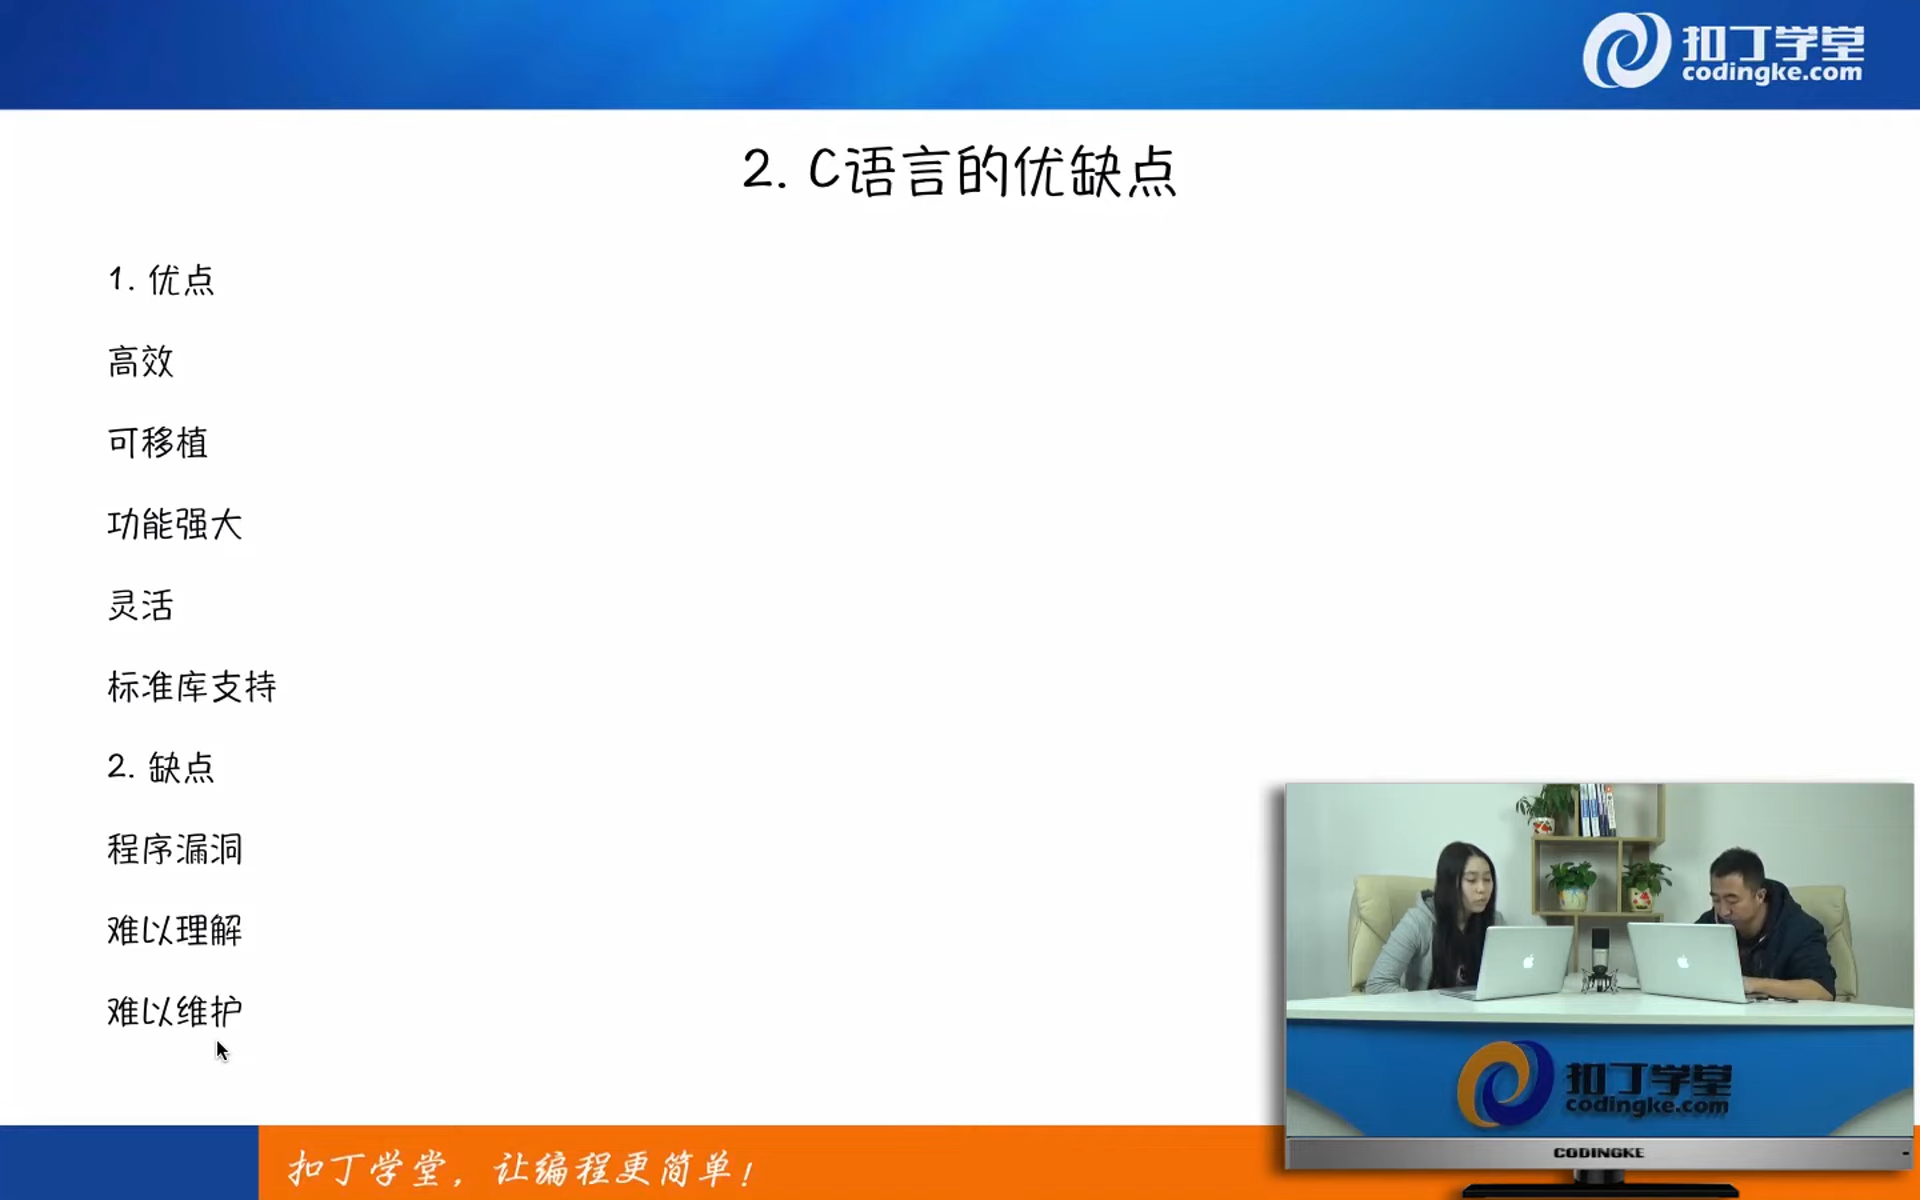 扣丁学堂
codingke.com
2. C语言的优缺点
1. 优点
高效
可移植
功能强大
灵活
标准库支持
2. 缺点
程序漏洞
难以理解
难以维护
扣丁学堂
codingke.com
CODINGKE
扣丁学堂，让编程更简单！